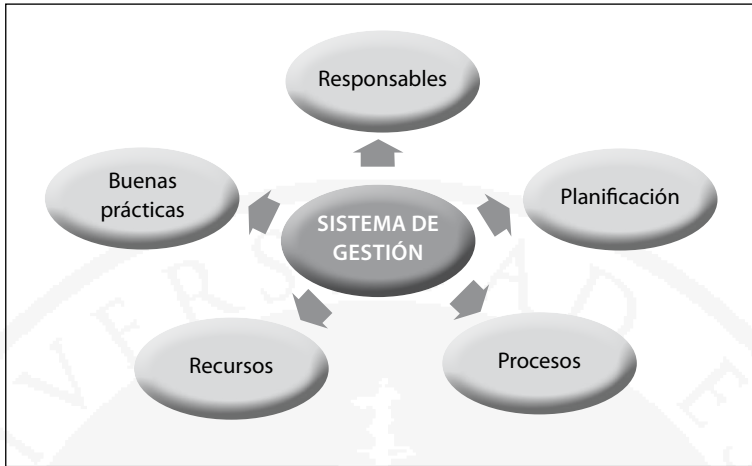 Responsables
Buenas
prácticas
Planificación
SISTEMA DE
GESTIÓN
Recursos
Procesos